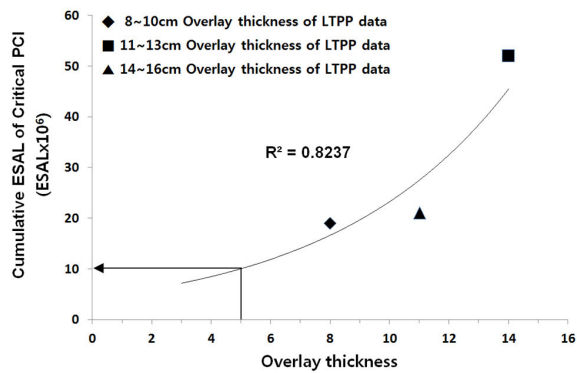 8~10cm Overlay thickness of LTPP data
11~13cm Overlay thickness of LTPP data
14~16cm Overlay thickness of LTPP data
R² = 0.8237
Cumulative ESAL of Critical PCI
(ESALx10⁶)
60
50
40
30
20
10
0
0 2 4 6 8 10 12 14 16
Overlay thickness